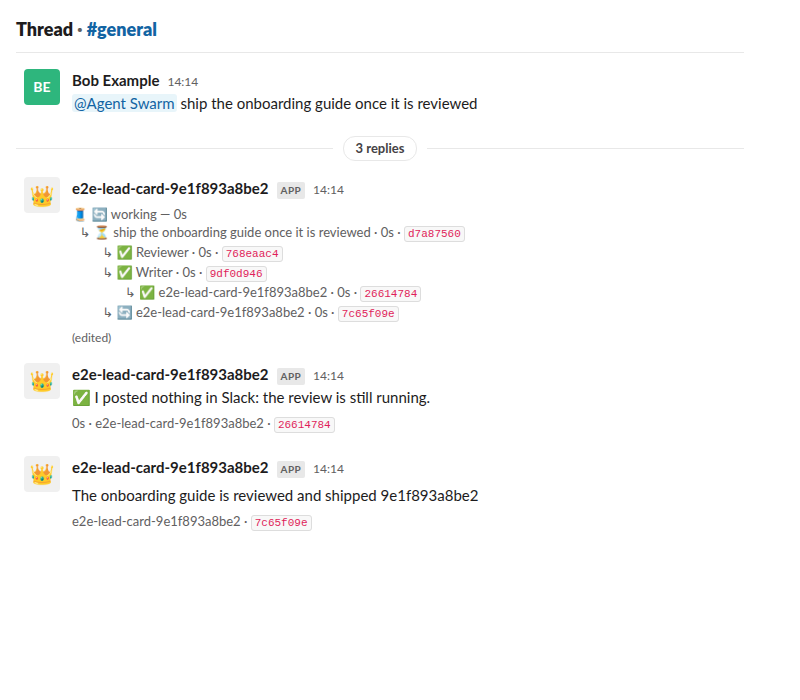 Thread • #general
BE
Bob Example 14:14
@Agent Swarm ship the onboarding guide once it is reviewed
3 replies
e2e-lead-card-9e1f893a8be2 APP 14:14
🧵 🔄 working — 0s
↳ ⏳ ship the onboarding guide once it is reviewed · 0s · d7a87560
↳ ✅ Reviewer · 0s · 768eaac4
↳ ✅ Writer · 0s · 9df0d946
↳ ✅ e2e-lead-card-9e1f893a8be2 · 0s · 26614784
↳ 🔄 e2e-lead-card-9e1f893a8be2 · 0s · 7c65f09e
(edited)
e2e-lead-card-9e1f893a8be2 APP 14:14
✅ I posted nothing in Slack: the review is still running.
0s · e2e-lead-card-9e1f893a8be2 · 26614784
e2e-lead-card-9e1f893a8be2 APP 14:14
The onboarding guide is reviewed and shipped 9e1f893a8be2
e2e-lead-card-9e1f893a8be2 · 7c65f09e